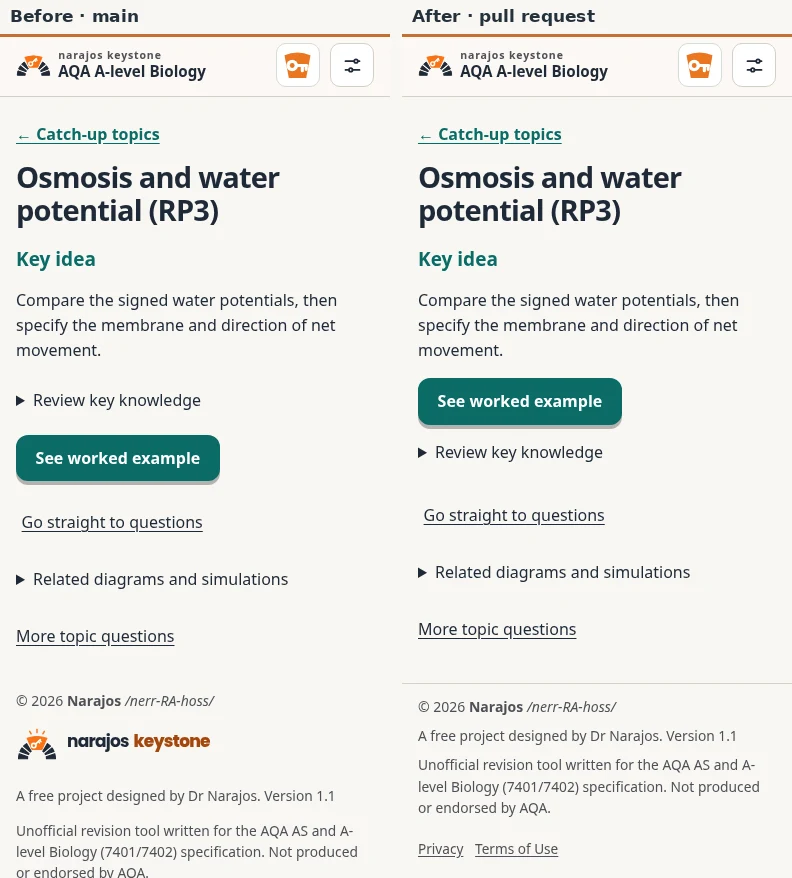 Before · main
narajos keystone
AQA A-level Biology
← Catch-up topics
Osmosis and water
potential (RP3)
Key idea
Compare the signed water potentials, then
specify the membrane and direction of net
movement.
▶ Review key knowledge
See worked example
Go straight to questions
▶ Related diagrams and simulations
More topic questions
© 2026 Narajos /nerr-RA-hoss/
narajos keystone
A free project designed by Dr Narajos. Version 1.1
Unofficial revision tool written for the AQA AS and A-
level Biology (7401/7402) specification. Not produced
or endorsed by AQA.
After · pull request
narajos keystone
AQA A-level Biology
← Catch-up topics
Osmosis and water
potential (RP3)
Key idea
Compare the signed water potentials, then
specify the membrane and direction of net
movement.
See worked example
▶ Review key knowledge
Go straight to questions
▶ Related diagrams and simulations
More topic questions
© 2026 Narajos /nerr-RA-hoss/
A free project designed by Dr Narajos. Version 1.1
Unofficial revision tool written for the AQA AS and A-
level Biology (7401/7402) specification. Not produced
or endorsed by AQA.
Privacy Terms of Use